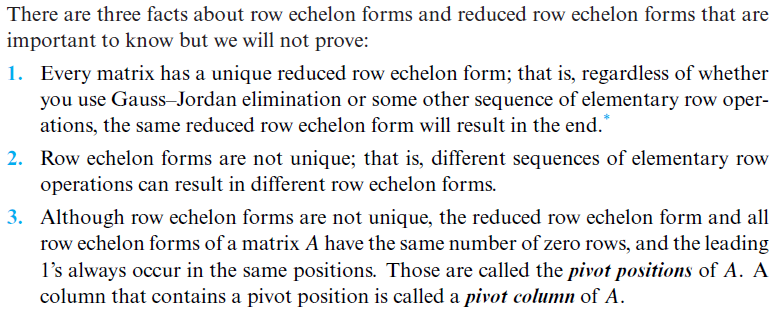 There are three facts about row echelon forms and reduced row echelon forms that are
important to know but we will not prove:
1. Every matrix has a unique reduced row echelon form; that is, regardless of whether
you use Gauss–Jordan elimination or some other sequence of elementary row oper-
ations, the same reduced row echelon form will result in the end.*
2. Row echelon forms are not unique; that is, different sequences of elementary row
operations can result in different row echelon forms.
3. Although row echelon forms are not unique, the reduced row echelon form and all
row echelon forms of a matrix A have the same number of zero rows, and the leading
1's always occur in the same positions. Those are called the pivot positions of A. A
column that contains a pivot position is called a pivot column of A.